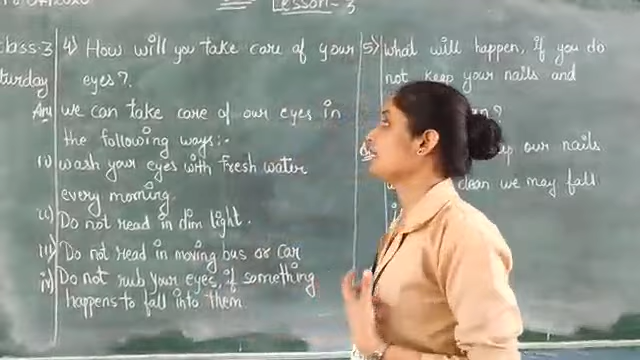 Lesson-3
class-3
4) How will you take care of your
eyes?.
Ans we can take care of our eyes in
the following ways:-
i) wash your eyes with fresh water
every morning.
ii) Do not read in dim light.
iii) Do not read in moving bus or car
iv) Do not rub your eyes, if something
happens to fall into them.
5) what will happen, if you do
not keep your nails and
?
our nails
clean we may fall